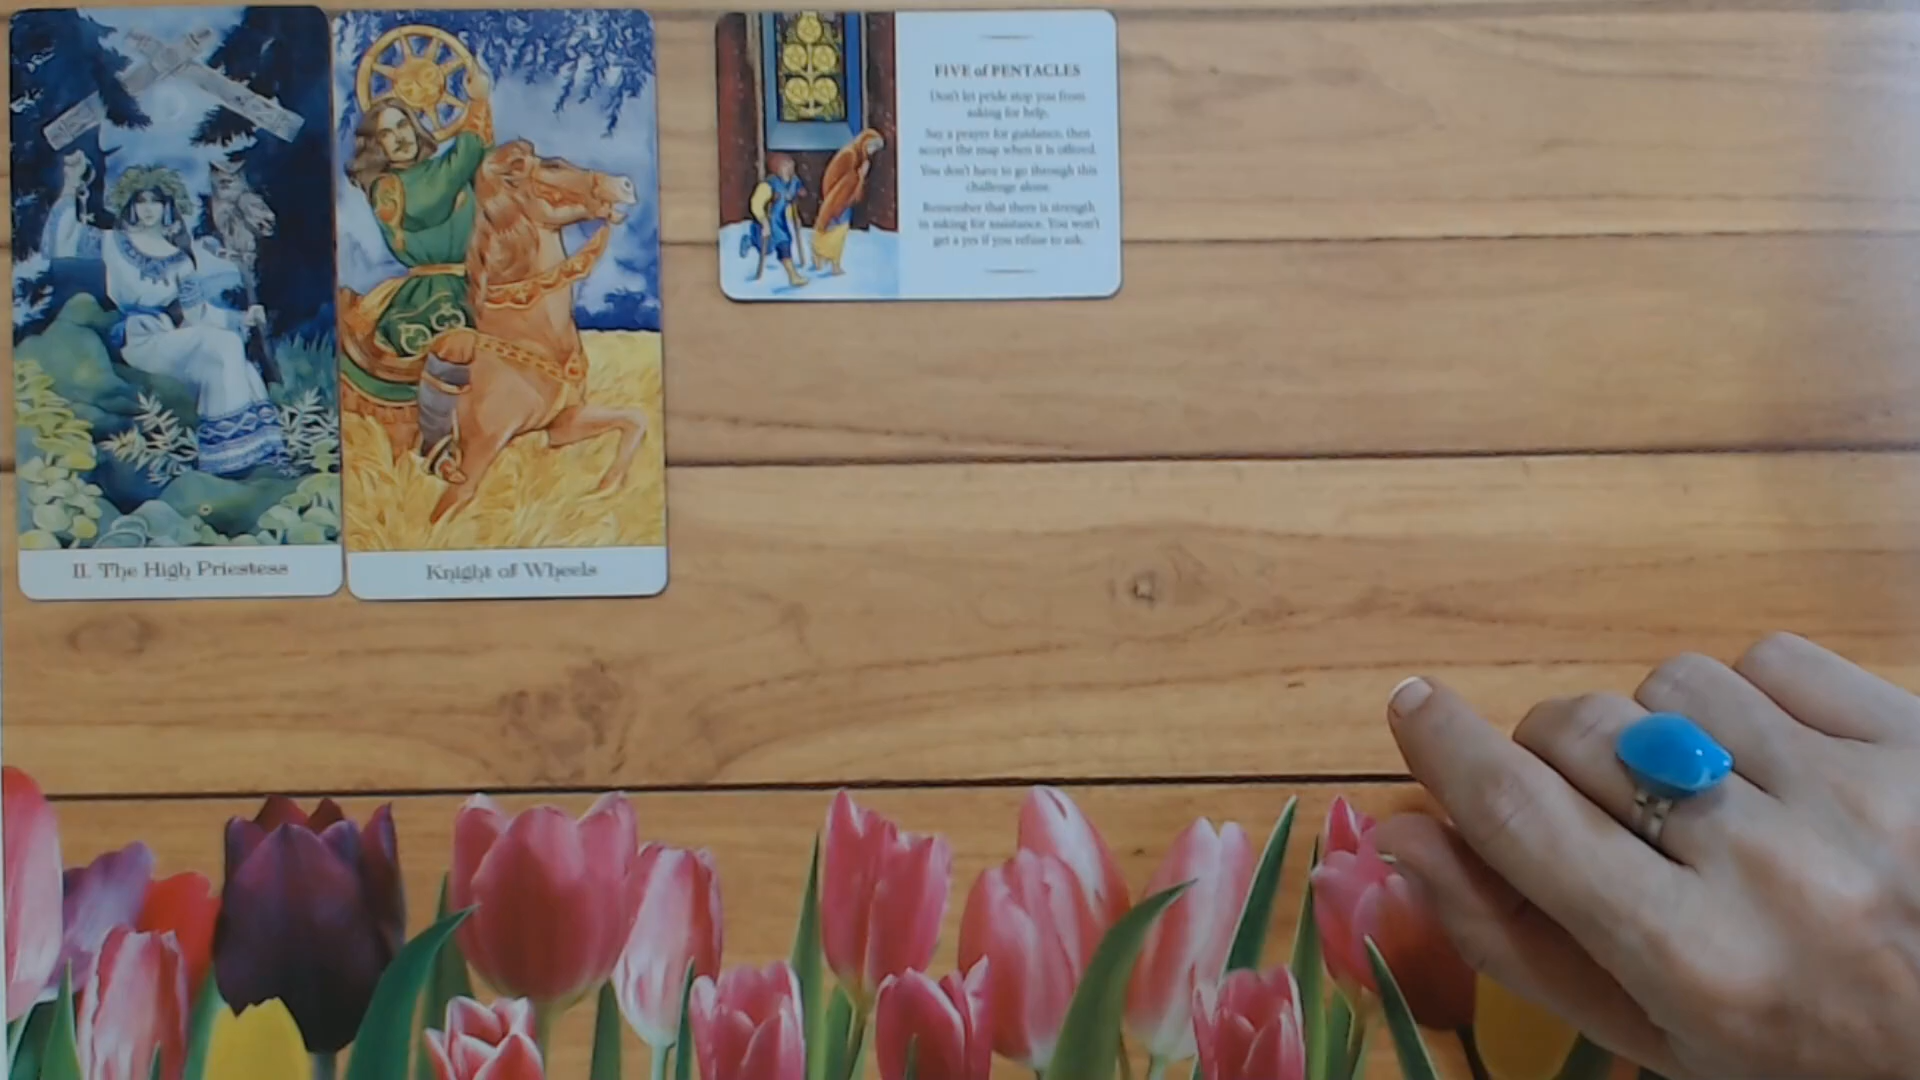 II. The High Priestess
Knight of Wheels
FIVE of PENTACLES
Don't let pride stop you from
asking for help.
Say a prayer for guidance, then
accept the map when it is offered.
You don't have to go through this
challenge alone.
Remember that there is strength
in asking for assistance. You won't
get a yes if you refuse to ask.